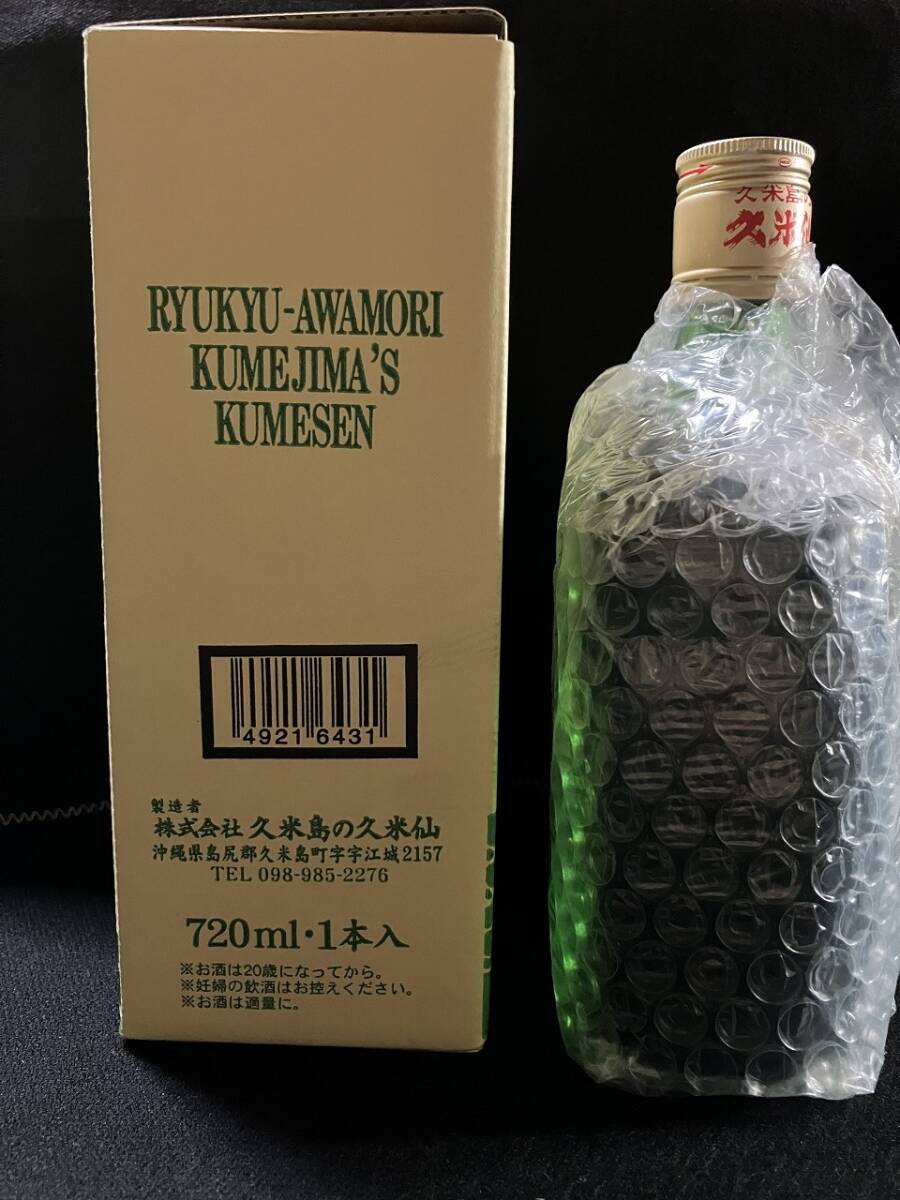 RYUKYU-AWAMORI
KUMEJIMA'S
KUMESEN
4921 6431
製造者
株式会社 久米島の久米仙
沖縄県島尻郡久米島町字宇江城2157
TEL 098-985-2276
720ml・1本入
※お酒は20歳になってから。
※妊婦の飲酒はお控えください。
※お酒は適量に。
久米島
久米仙